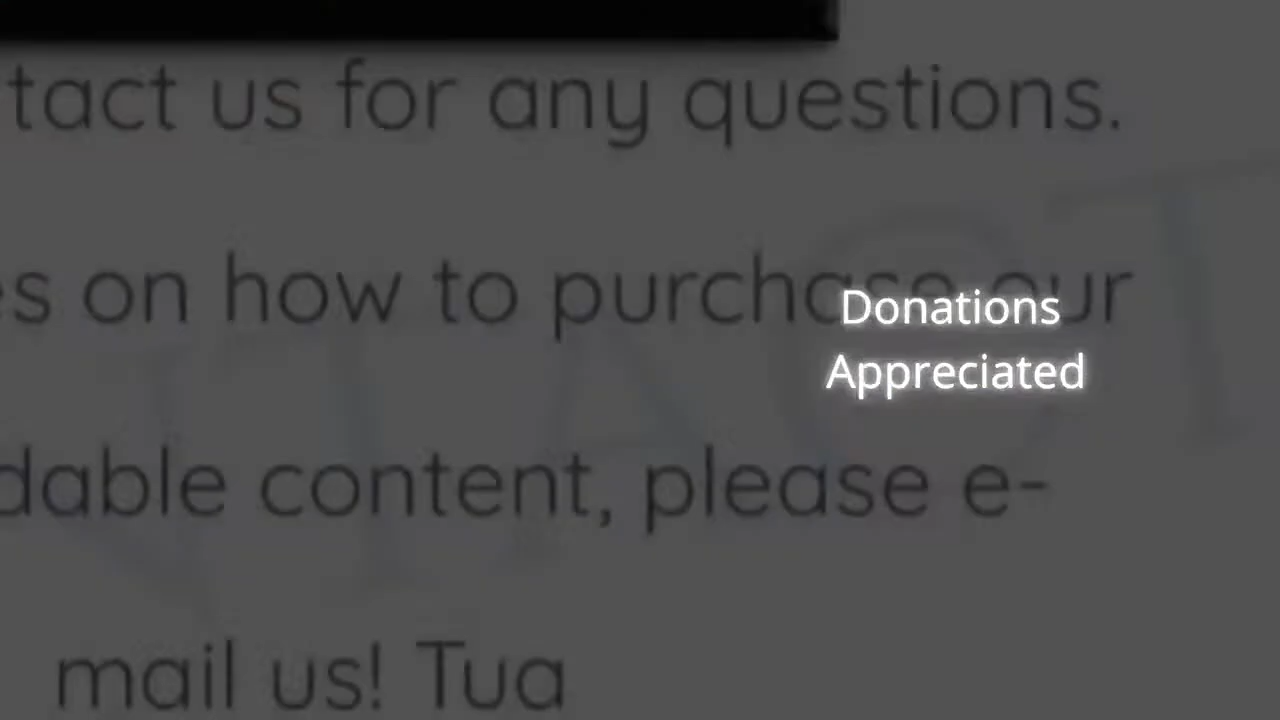 tact us for any questions.
es on how to purchase our
Donations
Appreciated
dable content, please e-
mail us! Tua